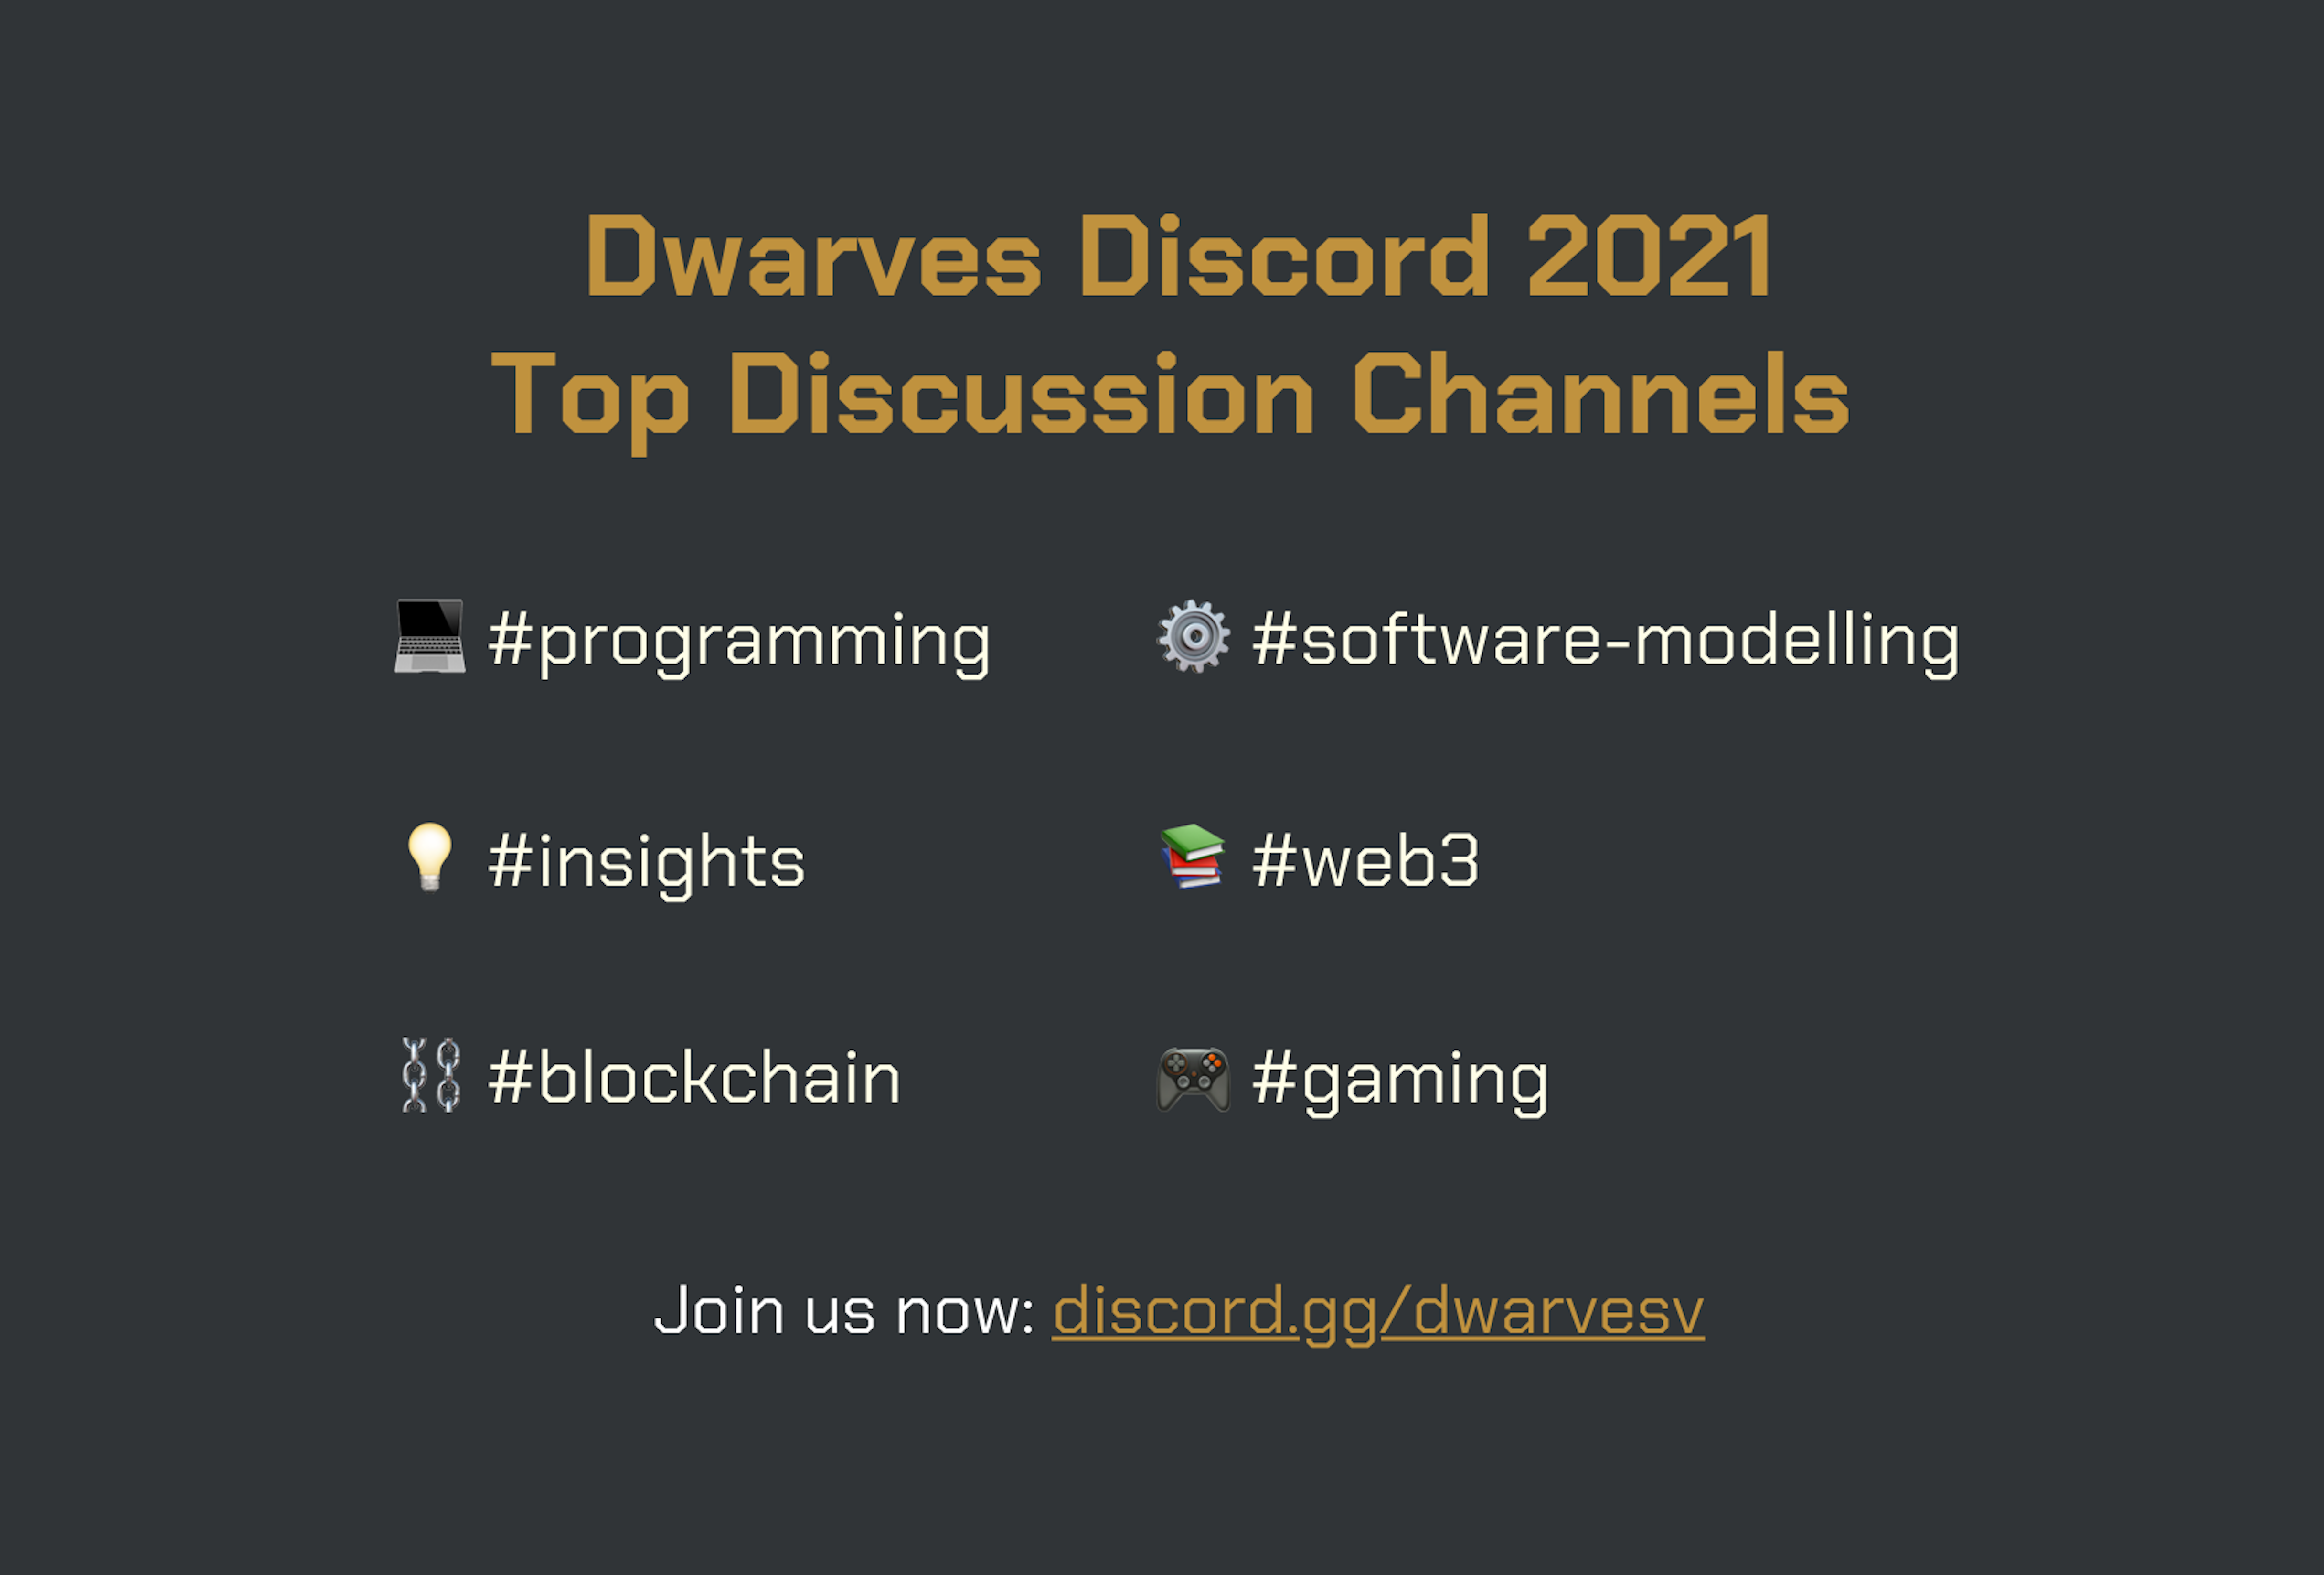 Dwarves Discord 2021
Top Discussion Channels
#programming
#software-modelling
#insights
#web3
#blockchain
#gaming
Join us now: discord.gg/dwarvesv